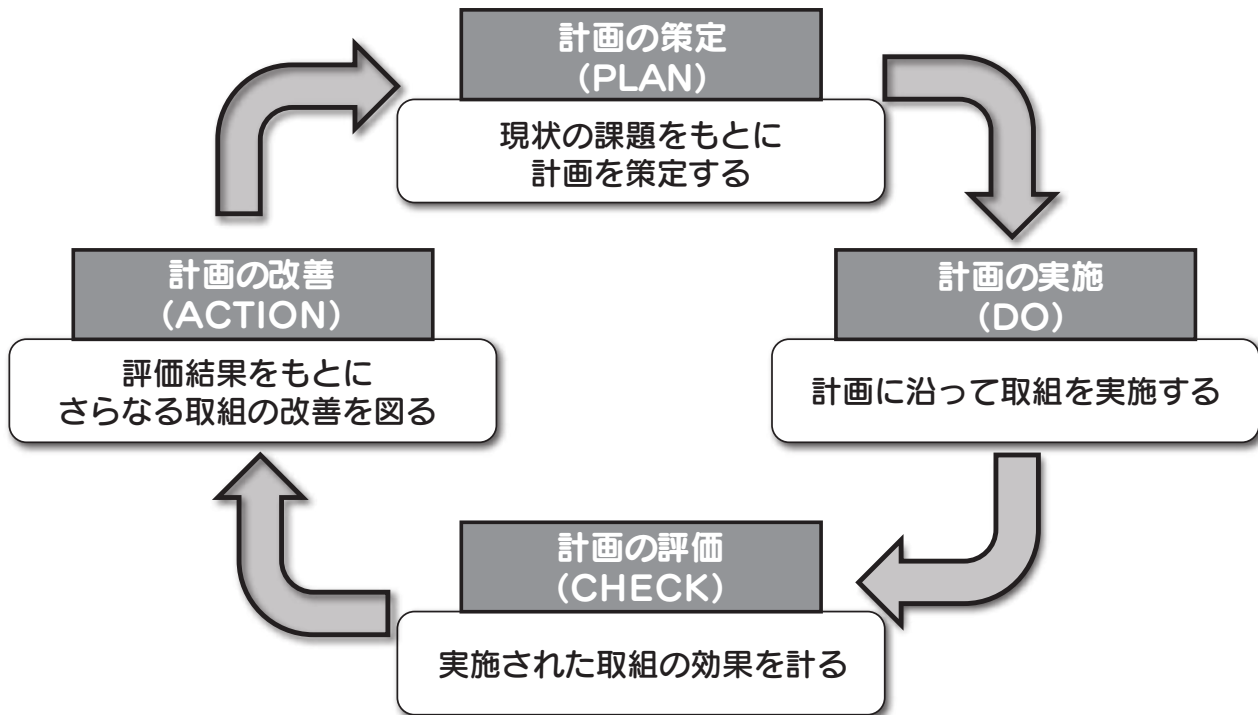 計画の策定
(PLAN)
現状の課題をもとに
計画を策定する
計画の実施
(DO)
計画に沿って取組を実施する
計画の評価
(CHECK)
実施された取組の効果を計る
計画の改善
(ACTION)
評価結果をもとに
さらなる取組の改善を図る